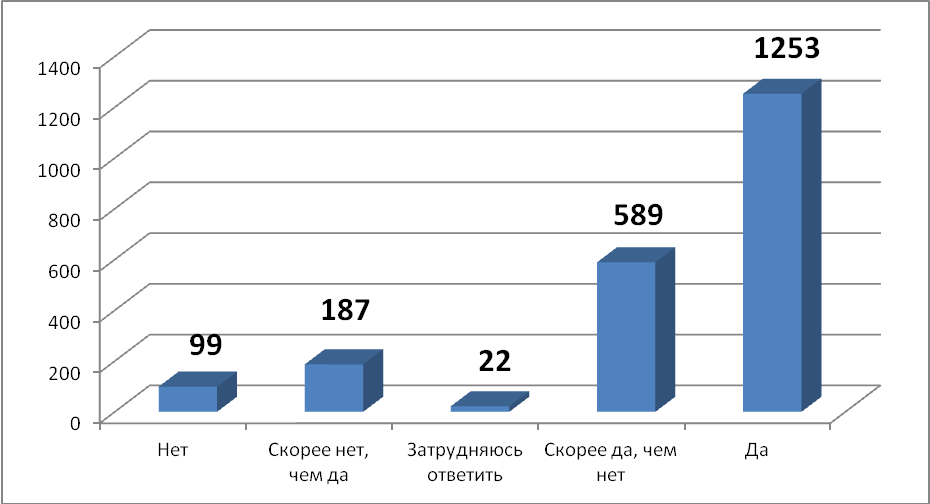 1400
1200
1000
800
600
400
200
0
99
187
22
589
1253
Нет
Скорее нет,
чем да
Затрудняюсь
ответить
Скорее да, чем
нет
Да